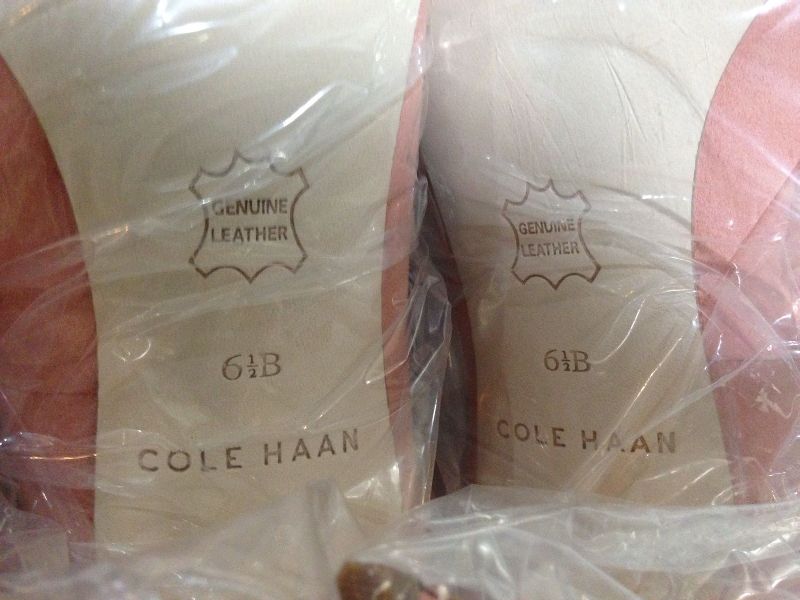 GENUINE
LEATHER
6½B
COLE HAAN
GENUINE
LEATHER
6½B
COLE HAAN